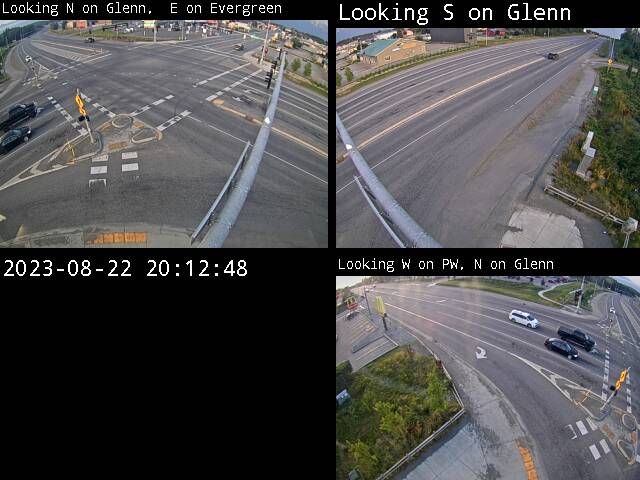 Looking N on Glenn,  E on Evergreen
Looking S on Glenn
2023-08-22 20:12:48
Looking W on PW, N on Glenn